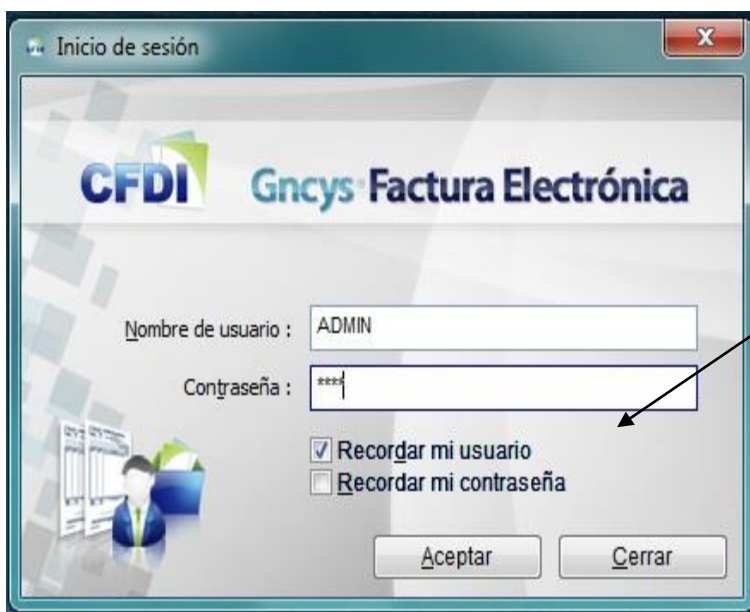 Inicio de sesión
CFDI Gncys Factura Electrónica
Nombre de usuario : ADMIN
Contraseña : ****
Recordar mi usuario
Recordar mi contraseña
Aceptar Cerrar